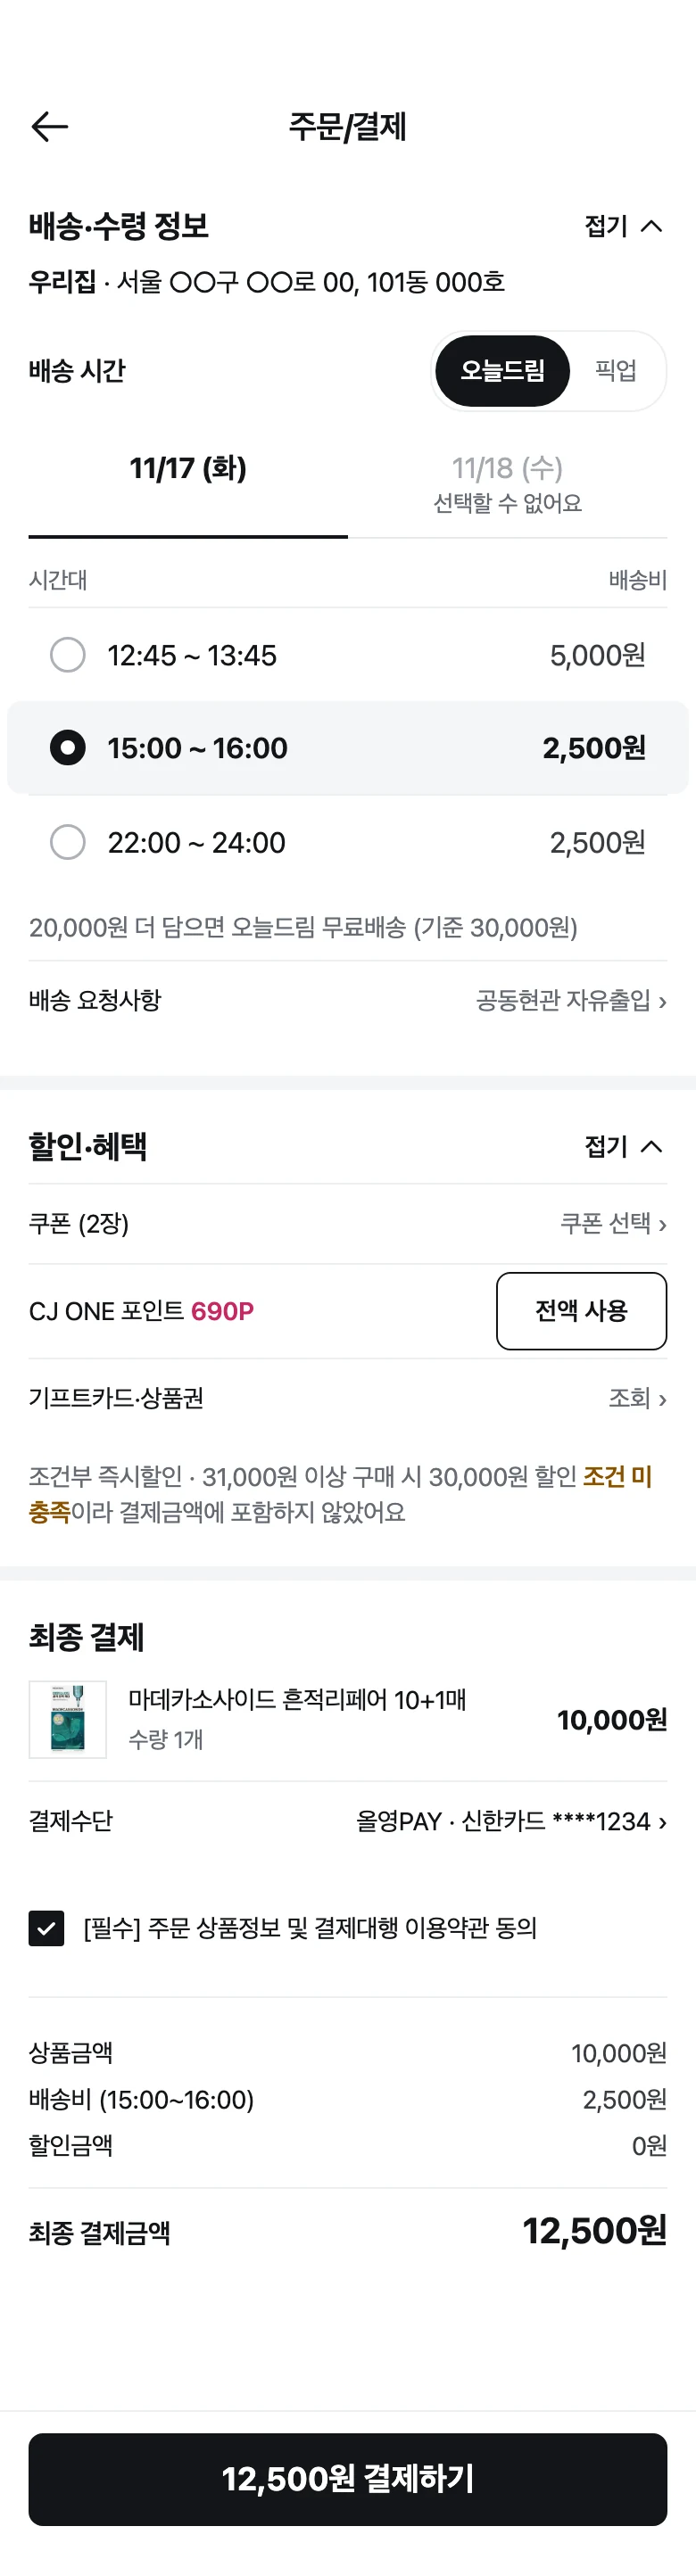 주문/결제
배송·수령 정보 접기
우리집 · 서울 〇〇구 〇〇로 00, 101동 000호
배송 시간 오늘드림 픽업
11/17 (화) 11/18 (수)
선택할 수 없어요
시간대 배송비
12:45 ~ 13:45 5,000원
15:00 ~ 16:00 2,500원
22:00 ~ 24:00 2,500원
20,000원 더 담으면 오늘드림 무료배송 (기준 30,000원)
배송 요청사항 공동현관 자유출입 ›
할인·혜택 접기
쿠폰 (2장) 쿠폰 선택 ›
CJ ONE 포인트 690P 전액 사용
기프트카드·상품권 조회 ›
조건부 즉시할인 · 31,000원 이상 구매 시 30,000원 할인 조건 미
충족이라 결제금액에 포함하지 않았어요
최종 결제
마데카소사이드 흔적리페어 10+1매
수량 1개 10,000원
결제수단 올영PAY · 신한카드 ****1234 ›
[필수] 주문 상품정보 및 결제대행 이용약관 동의
상품금액 10,000원
배송비 (15:00~16:00) 2,500원
할인금액 0원
최종 결제금액 12,500원
12,500원 결제하기